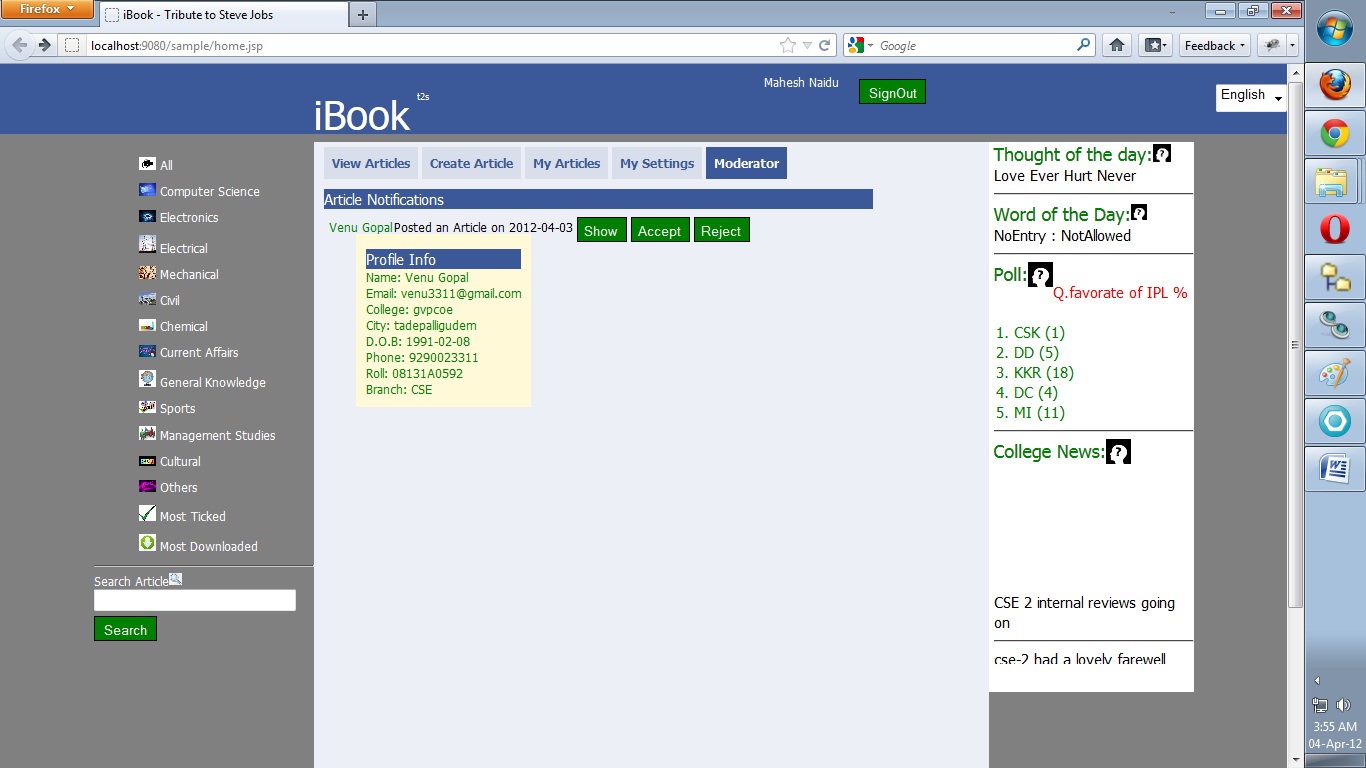 Firefox
iBook - Tribute to Steve Jobs
localhost:9080/sample/home.jsp
Google
Feedback
Mahesh Naidu
SignOut
English
iBook t2s
All
Computer Science
Electronics
Electrical
Mechanical
Civil
Chemical
Current Affairs
General Knowledge
Sports
Management Studies
Cultural
Others
Most Ticked
Most Downloaded
Search Article
Search
View Articles
Create Article
My Articles
My Settings
Moderator
Article Notifications
Venu GopalPosted an Article on 2012-04-03 Show Accept Reject
Profile Info
Name: Venu Gopal
Email: venu3311@gmail.com
College: gvpcoe
City: tadepalligudem
D.O.B: 1991-02-08
Phone: 9290023311
Roll: 08131A0592
Branch: CSE
Thought of the day:
Love Ever Hurt Never
Word of the Day:
NoEntry : NotAllowed
Poll:
Q.favorate of IPL %
1. CSK (1)
2. DD (5)
3. KKR (18)
4. DC (4)
5. MI (11)
College News:
CSE 2 internal reviews going
on
cse-2 had a lovely farewell
3:55 AM
04-Apr-12